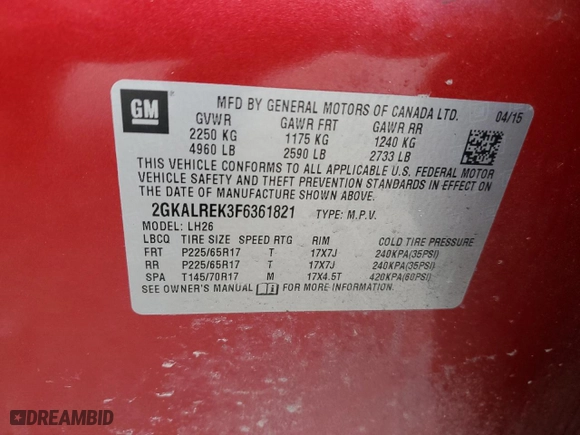 GM
MFD BY GENERAL MOTORS OF CANADA LTD. 04/15
GVWR GAWR FRT GAWR RR
2250 KG 1175 KG 1240 KG
4960 LB 2590 LB 2733 LB
THIS VEHICLE CONFORMS TO ALL APPLICABLE U.S. FEDERAL MOTOR
VEHICLE SAFETY AND THEFT PREVENTION STANDARDS IN EFFECT ON
THE DATE OF MANUFACTURE SHOWN ABOVE.
2GKALREK3F6361821 TYPE: M.P.V.
MODEL: LH26
LBCQ TIRE SIZE SPEED RTG RIM COLD TIRE PRESSURE
FRT P225/65R17 T 17X7J 240KPA(35PSI)
RR P225/65R17 T 17X7J 240KPA(35PSI)
SPA T145/70R17 M 17X4.5T 420KPA(60PSI)
SEE OWNER'S MANUAL FOR MORE INFORMATION.
DREAMBID